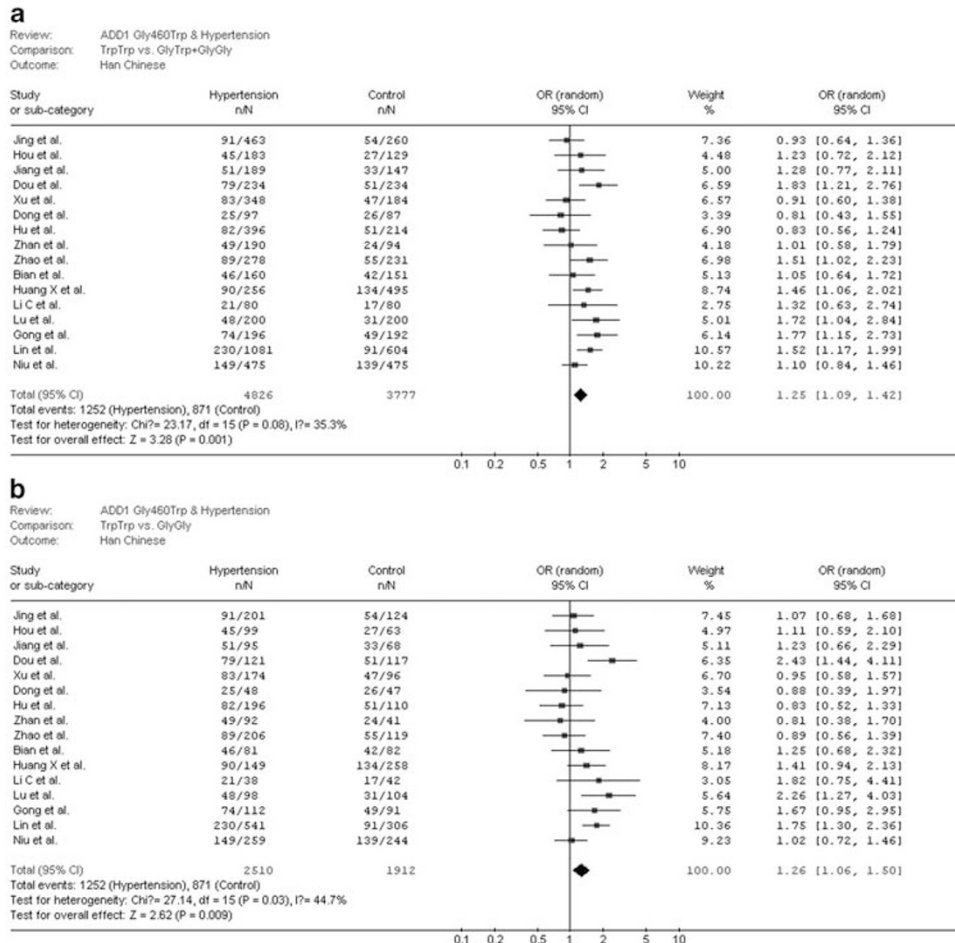 a
Review: ADD1 Gly460Trp & Hypertension
Comparison: TrpTrp vs. GlyTrp+GlyGly
Outcome: Han Chinese
Study Hypertension Control OR (random) Weight OR (random)
or sub-category n/N n/N 95% CI % 95% CI
Jing et al. 91/463 54/260 7.36 0.93 [0.64, 1.36]
Hou et al. 45/183 27/129 4.48 1.23 [0.72, 2.12]
Jiang et al. 51/189 33/147 5.00 1.28 [0.77, 2.11]
Dou et al. 79/234 51/234 6.59 1.83 [1.21, 2.76]
Xu et al. 83/348 47/184 6.57 0.91 [0.60, 1.38]
Dong et al. 25/97 26/87 3.39 0.81 [0.43, 1.55]
Hu et al. 82/396 51/214 6.90 0.83 [0.56, 1.24]
Zhan et al. 49/190 24/94 4.18 1.01 [0.58, 1.79]
Zhao et al. 89/278 55/231 6.98 1.51 [1.02, 2.23]
Bian et al. 46/160 42/151 5.13 1.05 [0.64, 1.72]
Huang X et al. 90/256 134/495 8.74 1.46 [1.06, 2.02]
Li C et al. 21/80 17/80 2.75 1.32 [0.63, 2.74]
Lu et al. 48/200 31/200 5.01 1.72 [1.04, 2.84]
Gong et al. 74/196 49/192 6.14 1.77 [1.15, 2.73]
Lin et al. 230/1081 91/604 10.57 1.52 [1.17, 1.99]
Niu et al. 149/475 139/475 10.22 1.10 [0.84, 1.46]
Total (95% CI) 4826 3777 100.00 1.25 [1.09, 1.42]
Total events: 1252 (Hypertension), 871 (Control)
Test for heterogeneity: Chi?= 23.17, df = 15 (P = 0.08), I?= 35.3%
Test for overall effect: Z = 3.28 (P = 0.001)
0.1 0.2 0.5 1 2 5 10
b
Review: ADD1 Gly460Trp & Hypertension
Comparison: TrpTrp vs. GlyGly
Outcome: Han Chinese
Study Hypertension Control OR (random) Weight OR (random)
or sub-category n/N n/N 95% CI % 95% CI
Jing et al. 91/201 54/124 7.45 1.07 [0.68, 1.68]
Hou et al. 45/99 27/63 4.97 1.11 [0.59, 2.10]
Jiang et al. 51/95 33/68 5.11 1.23 [0.66, 2.29]
Dou et al. 79/121 51/117 6.35 2.43 [1.44, 4.11]
Xu et al. 83/174 47/96 6.70 0.95 [0.58, 1.57]
Dong et al. 25/48 26/47 3.54 0.88 [0.39, 1.97]
Hu et al. 82/196 51/110 7.13 0.83 [0.52, 1.33]
Zhan et al. 49/92 24/41 4.00 0.81 [0.38, 1.70]
Zhao et al. 89/206 55/119 7.40 0.89 [0.56, 1.39]
Bian et al. 46/81 42/82 5.18 1.25 [0.68, 2.32]
Huang X et al. 90/149 134/258 8.17 1.41 [0.94, 2.13]
Li C et al. 21/38 17/42 3.05 1.82 [0.75, 4.41]
Lu et al. 48/98 31/104 5.64 2.26 [1.27, 4.03]
Gong et al. 74/112 49/91 5.75 1.67 [0.95, 2.95]
Lin et al. 230/541 91/306 10.36 1.75 [1.30, 2.36]
Niu et al. 149/259 139/244 9.23 1.02 [0.72, 1.46]
Total (95% CI) 2510 1912 100.00 1.26 [1.06, 1.50]
Total events: 1252 (Hypertension), 871 (Control)
Test for heterogeneity: Chi?= 27.14, df = 15 (P = 0.03), I?= 44.7%
Test for overall effect: Z = 2.62 (P = 0.009)
0.1 0.2 0.5 1 2 5 10